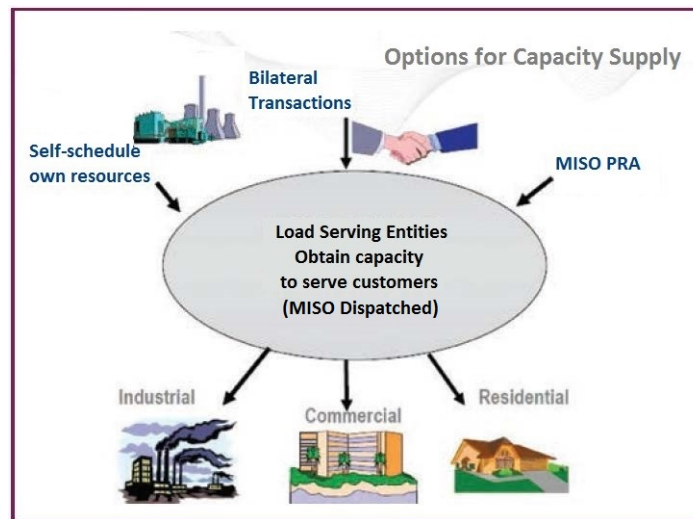 Options for Capacity Supply
Bilateral
Transactions
Self-schedule
own resources
MISO PRA
Load Serving Entities
Obtain capacity
to serve customers
(MISO Dispatched)
Industrial
Commercial
Residential